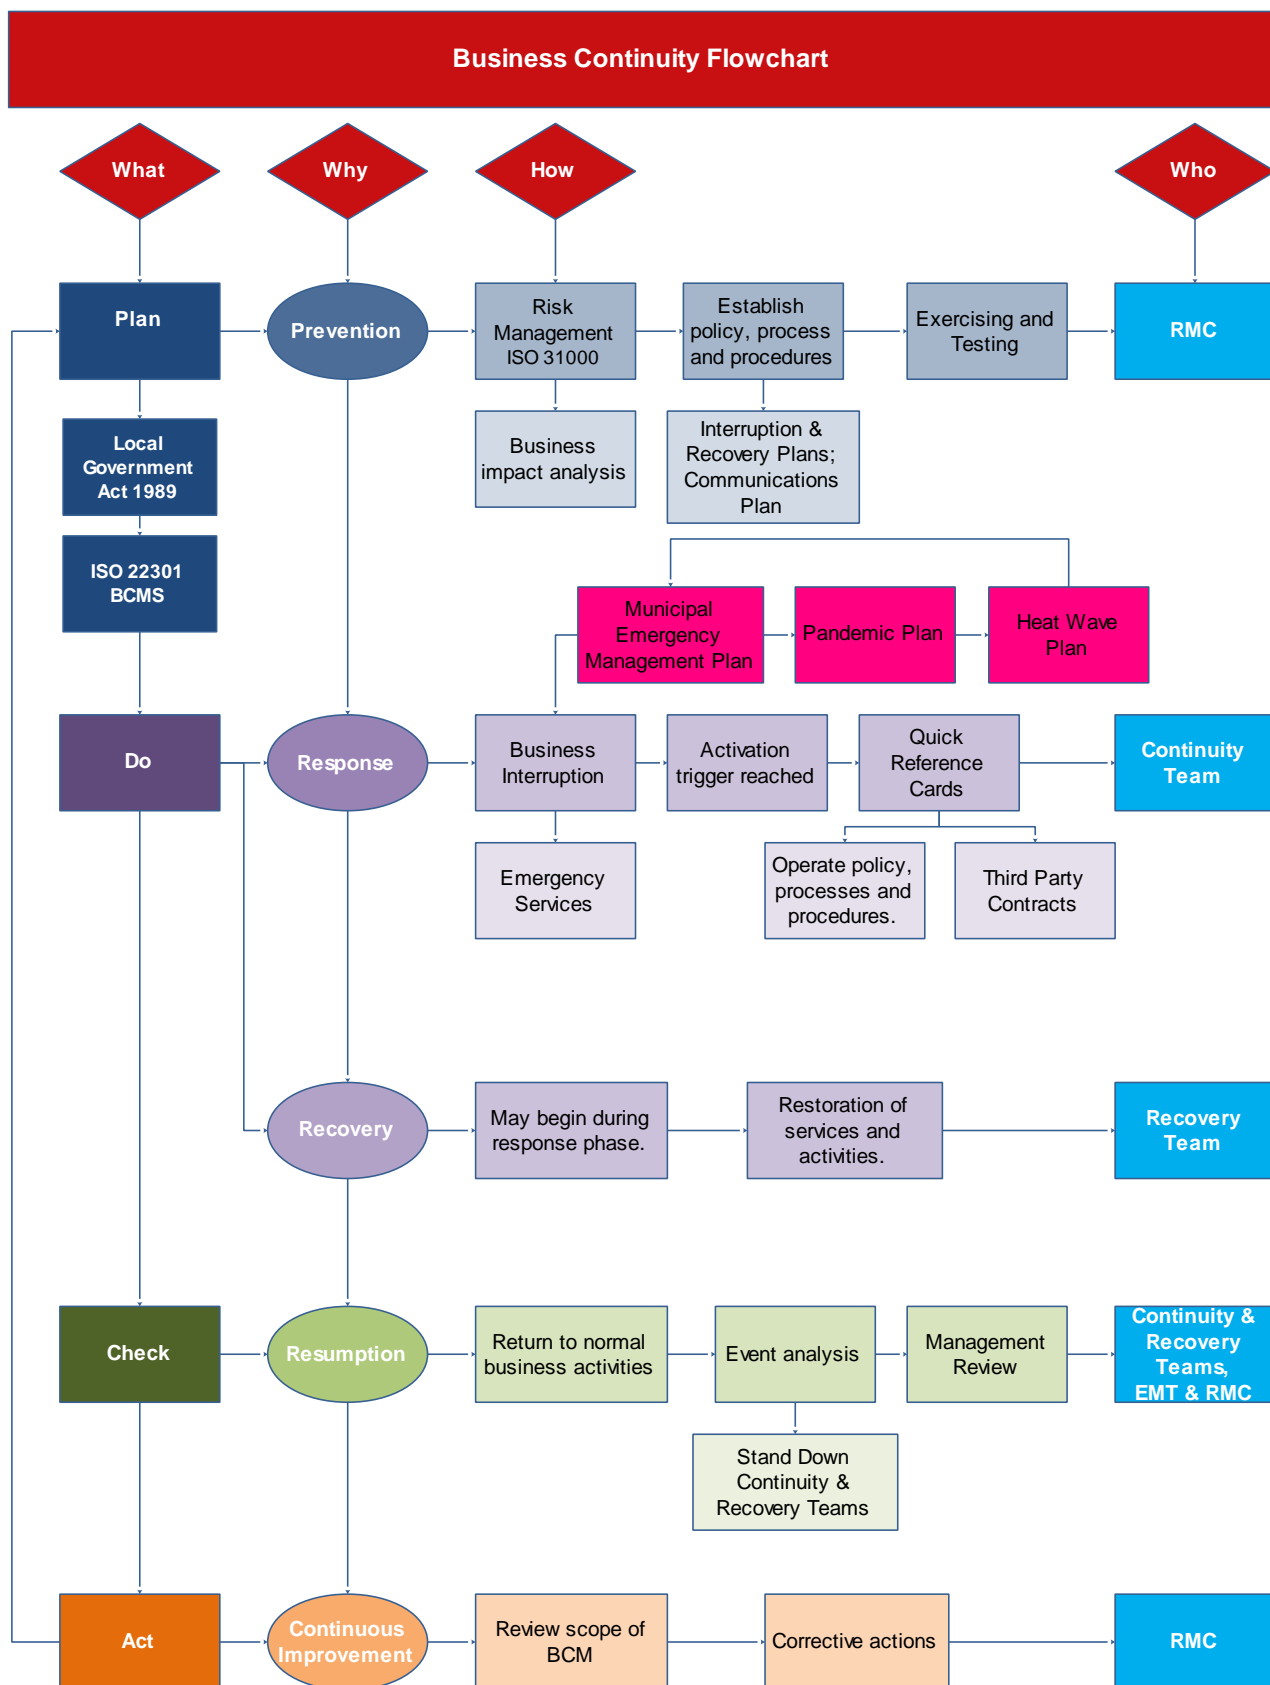 Business Continuity Flowchart
What
Why
How
Who
Plan
Prevention
Risk
Management
ISO 31000
Establish
policy, process
and procedures
Exercising and
Testing
RMC
Local
Government
Act 1989
Business
impact analysis
Interruption &
Recovery Plans;
Communications
Plan
ISO 22301
BCMS
Municipal
Emergency
Management Plan
Pandemic Plan
Heat Wave
Plan
Do
Response
Business
Interruption
Activation
trigger reached
Quick
Reference
Cards
Continuity
Team
Emergency
Services
Operate policy,
processes and
procedures.
Third Party
Contracts
Recovery
May begin during
response phase.
Restoration of
services and
activities.
Recovery
Team
Check
Resumption
Return to normal
business activities
Event analysis
Management
Review
Continuity &
Recovery
Teams,
EMT & RMC
Stand Down
Continuity &
Recovery Teams
Act
Continuous
Improvement
Review scope of
BCM
Corrective actions
RMC